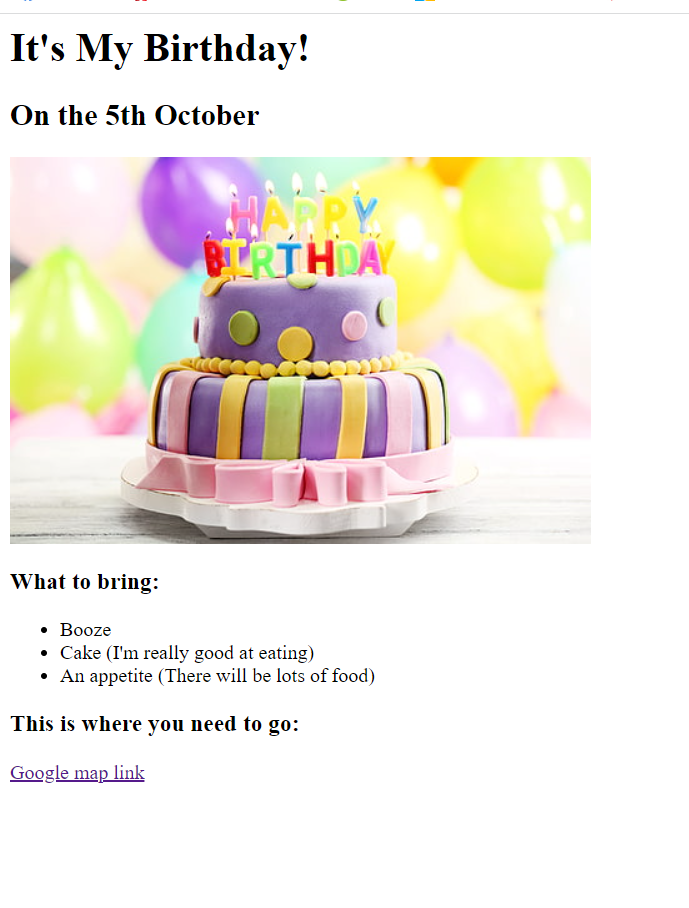 It's My Birthday!
On the 5th October
HAPPY
BIRTHDAY
What to bring:
Booze
Cake (I'm really good at eating)
An appetite (There will be lots of food)
This is where you need to go:
Google map link